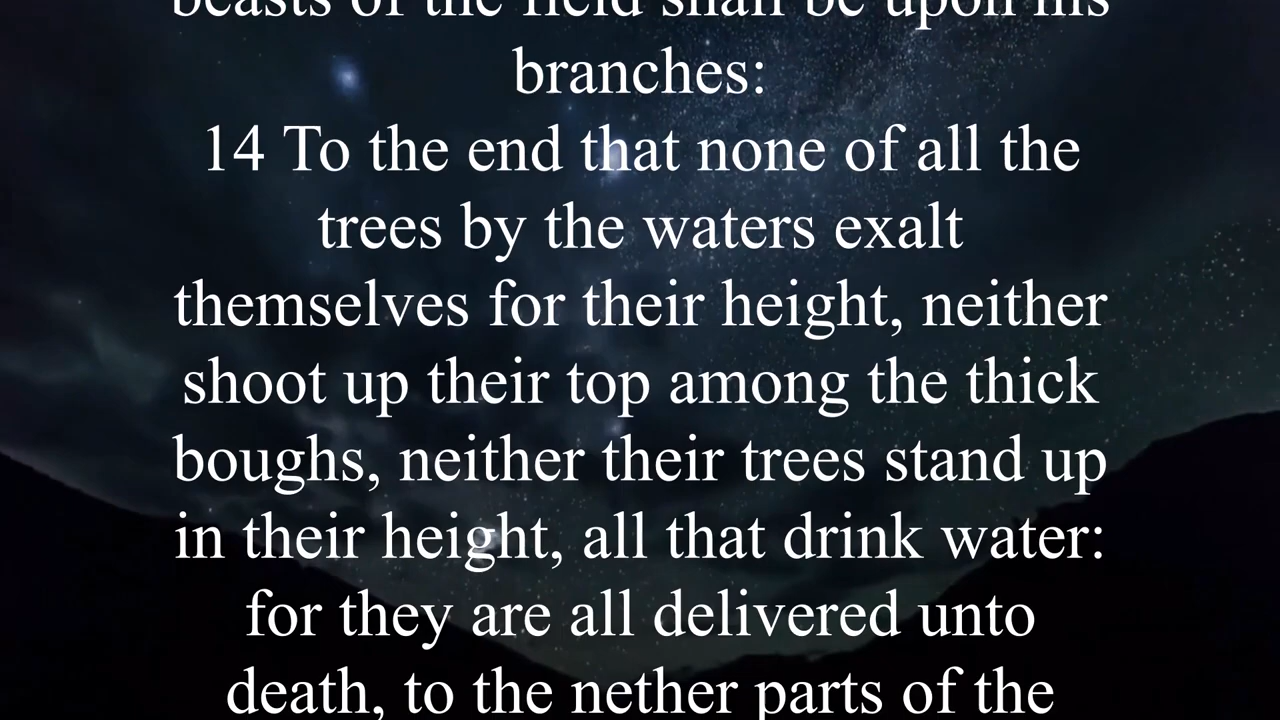 beasts of the field shall be upon his
branches:
14 To the end that none of all the
trees by the waters exalt
themselves for their height, neither
shoot up their top among the thick
boughs, neither their trees stand up
in their height, all that drink water:
for they are all delivered unto
death, to the nether parts of the